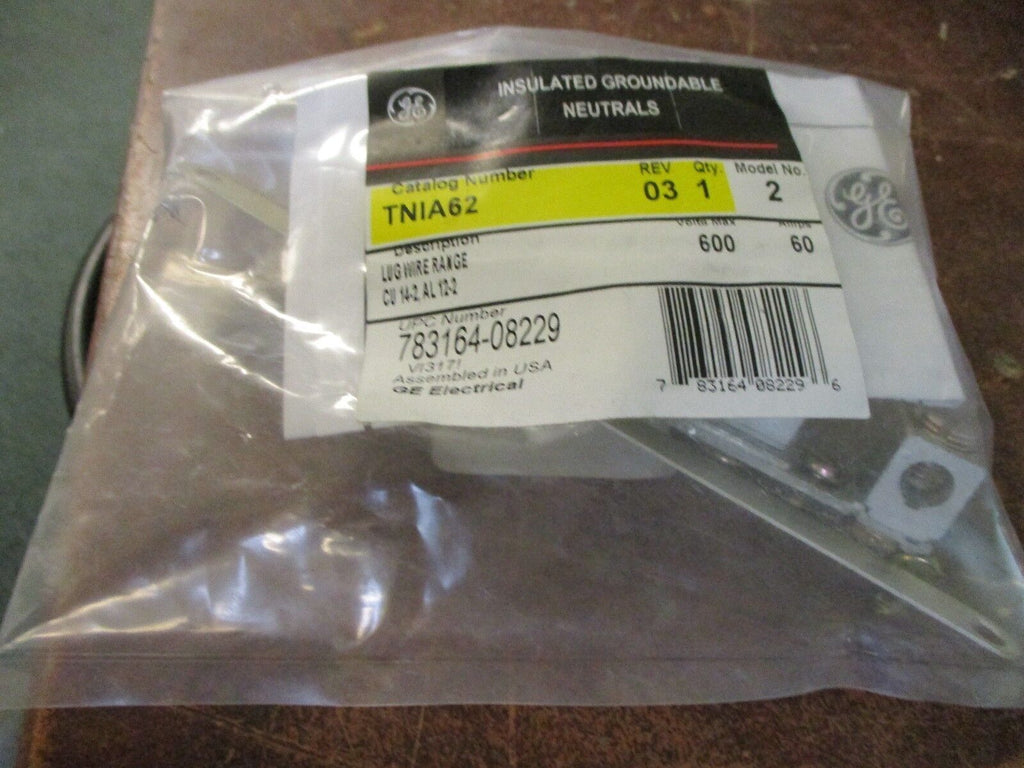 GE
INSULATED GROUNDABLE
NEUTRALS
Catalog Number REV Qty. Model No.
TNIA62 03 1 2
Description Volts Max Amps
LUG WIRE RANGE 600 60
CU 14-2, AL 12-2
UPC Number
783164-08229
VI317!
Assembled in USA
GE Electrical
7 83164 08229 6
GE